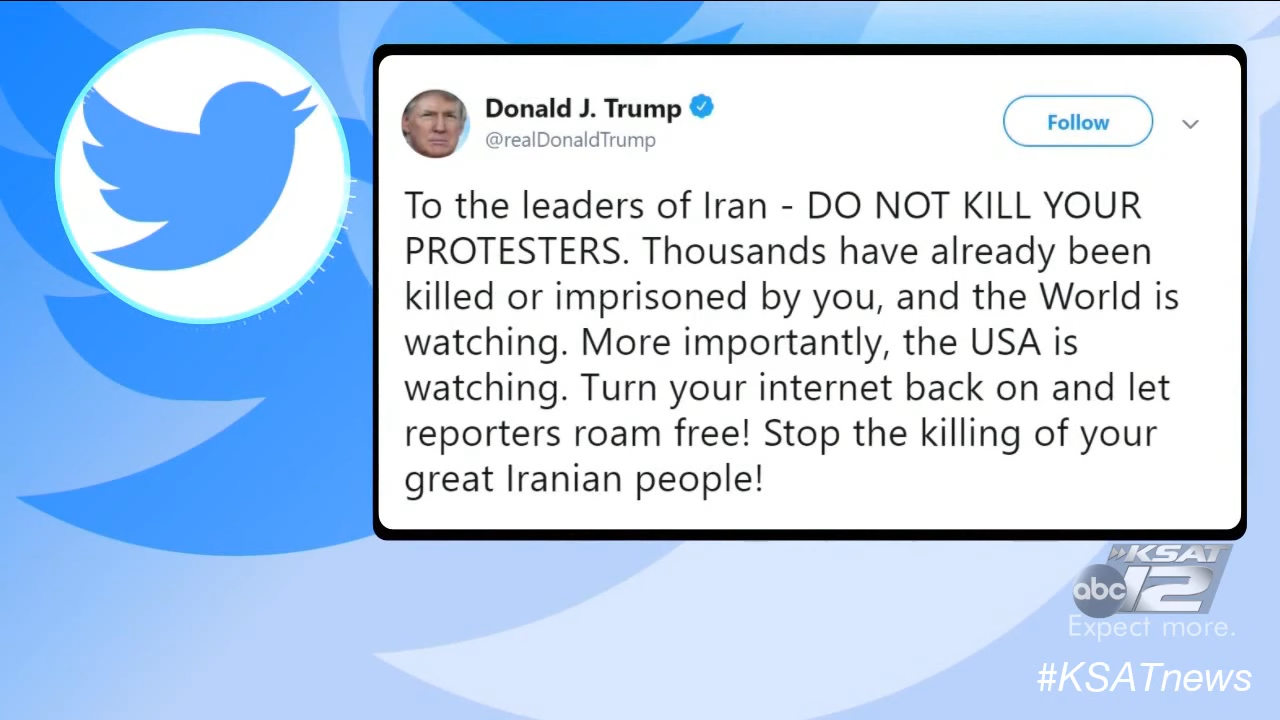 Donald J. Trump
@realDonaldTrump
Follow
To the leaders of Iran - DO NOT KILL YOUR
PROTESTERS. Thousands have already been
killed or imprisoned by you, and the World is
watching. More importantly, the USA is
watching. Turn your internet back on and let
reporters roam free! Stop the killing of your
great Iranian people!
KSAT
abc 12
Expect more.
#KSATnews